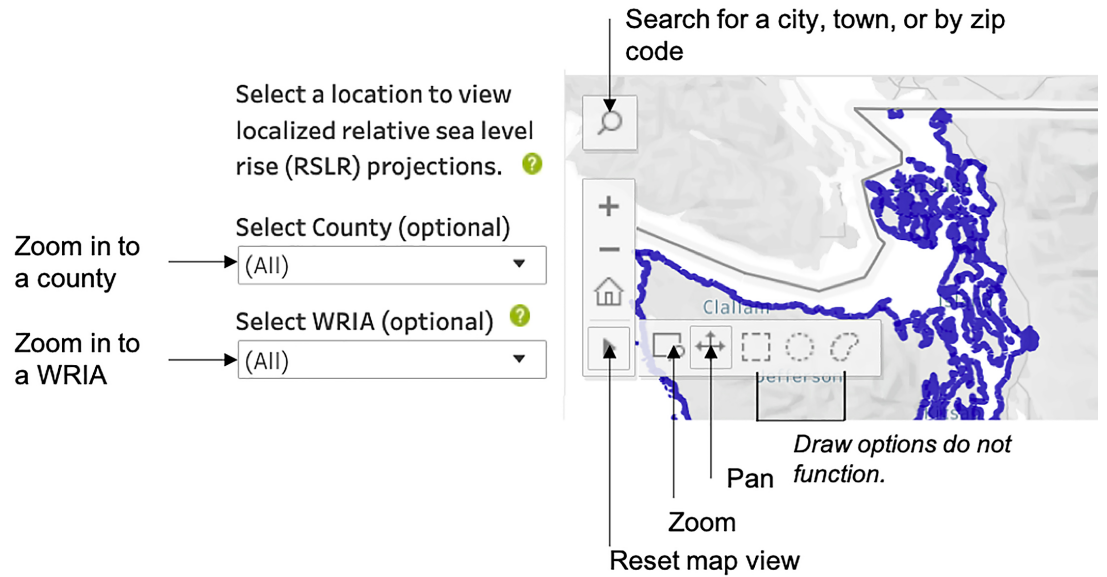 Search for a city, town, or by zip
code
Select a location to view
localized relative sea level
rise (RSLR) projections. ?
Select County (optional)
Zoom in to
a county
(All)
Select WRIA (optional) ?
Zoom in to
a WRIA
(All)
+
−
Clallam
Jefferson
Draw options do not
function.
Pan
Zoom
Reset map view